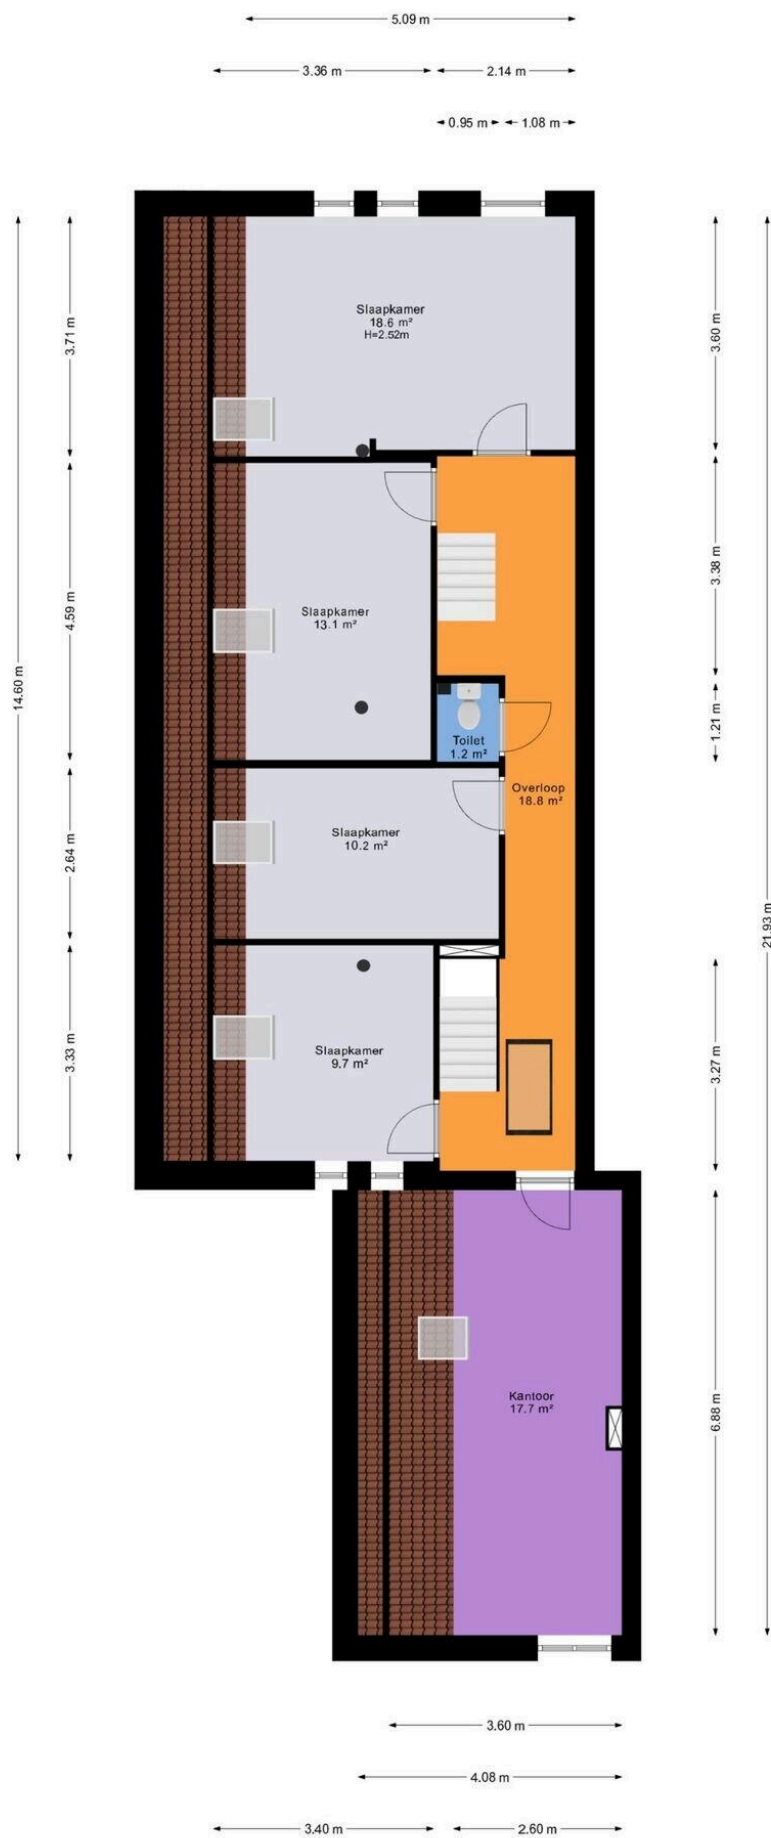 5.09 m
3.36 m
2.14 m
0.95 m
1.08 m
Slaapkamer
18.6 m²
H=2.52m
3.71 m
3.60 m
Slaapkamer
13.1 m²
4.59 m
3.38 m
14.60 m
Toilet
1.2 m²
1.21 m
Overloop
18.8 m²
Slaapkamer
10.2 m²
2.64 m
21.93 m
Slaapkamer
9.7 m²
3.33 m
3.27 m
Kantoor
17.7 m²
6.88 m
3.60 m
4.08 m
3.40 m
2.60 m